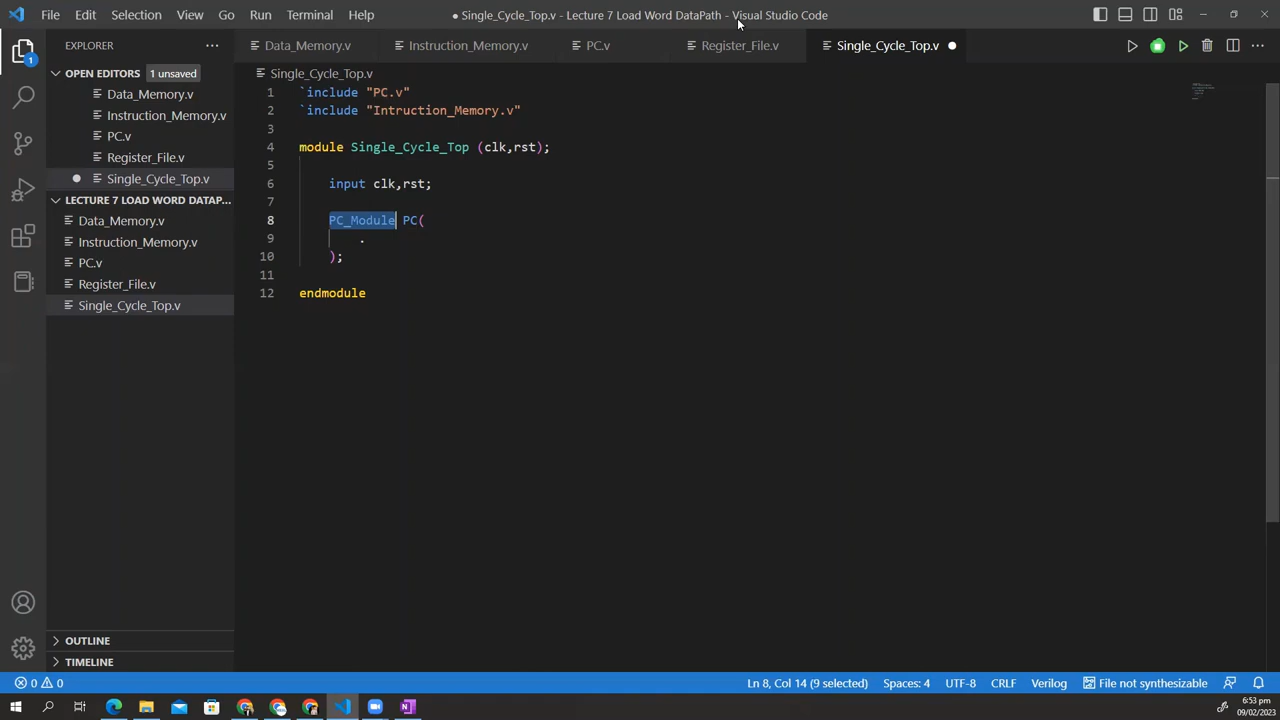 File Edit Selection View Go Run Terminal Help
● Single_Cycle_Top.v - Lecture 7 Load Word DataPath - Visual Studio Code
EXPLORER
Data_Memory.v Instruction_Memory.v PC.v Register_File.v Single_Cycle_Top.v
OPEN EDITORS 1 unsaved
Data_Memory.v
Instruction_Memory.v
PC.v
Register_File.v
Single_Cycle_Top.v
LECTURE 7 LOAD WORD DATAP...
Data_Memory.v
Instruction_Memory.v
PC.v
Register_File.v
Single_Cycle_Top.v
OUTLINE
TIMELINE
Single_Cycle_Top.v
1 `include "PC.v"
2 `include "Intruction_Memory.v"
3
4 module Single_Cycle_Top (clk,rst);
5
6 input clk,rst;
7
8 PC_Module PC(
9 .
10 );
11
12 endmodule
1
0 0
Ln 8, Col 14 (9 selected) Spaces: 4 UTF-8 CRLF Verilog File not synthesizable
6:53 pm
09/02/2023